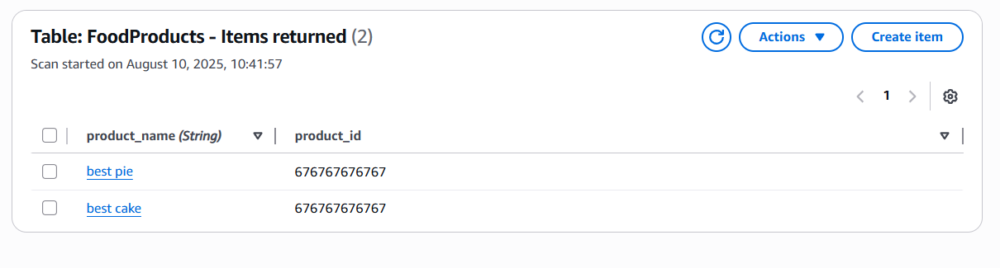 Table: FoodProducts - Items returned (2)
Actions
Create item
Scan started on August 10, 2025, 10:41:57
1
product_name (String)
product_id
best pie
676767676767
best cake
676767676767